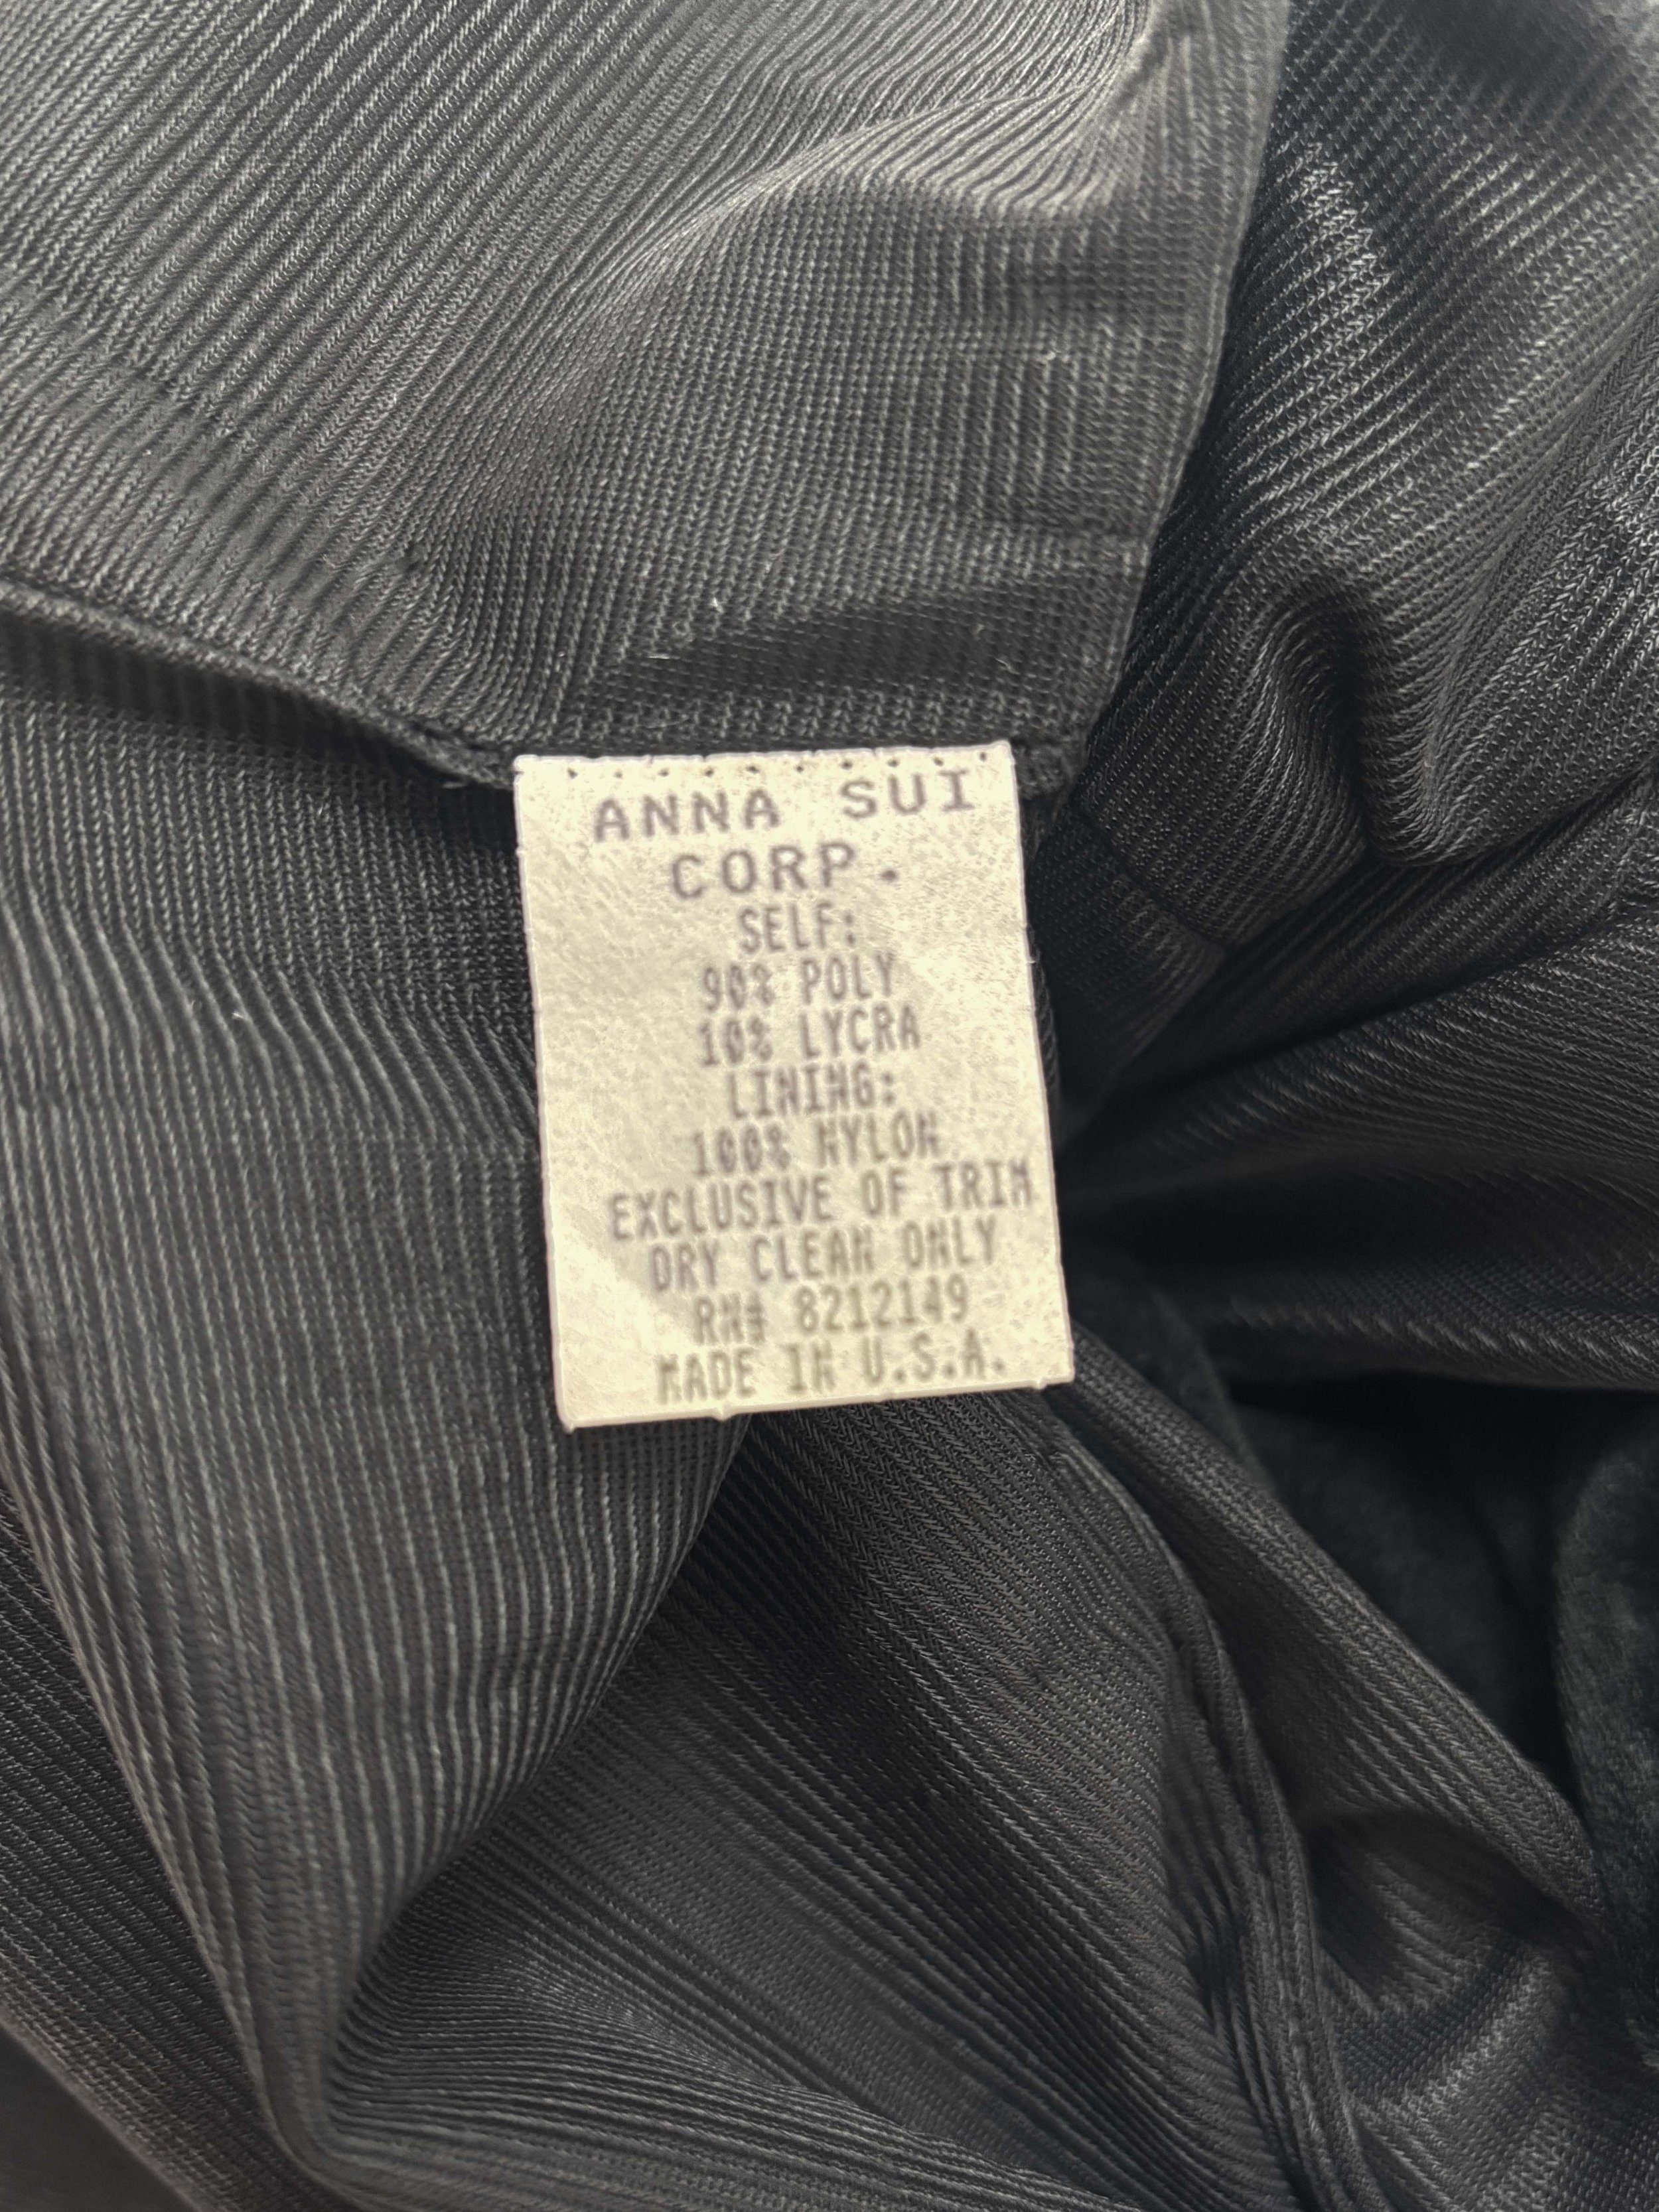 ANNA SUI
CORP.
SELF:
90% POLY
10% LYCRA
LINING:
100% NYLON
EXCLUSIVE OF TRIM
DRY CLEAN ONLY
RN# 8212149
MADE IN U.S.A.